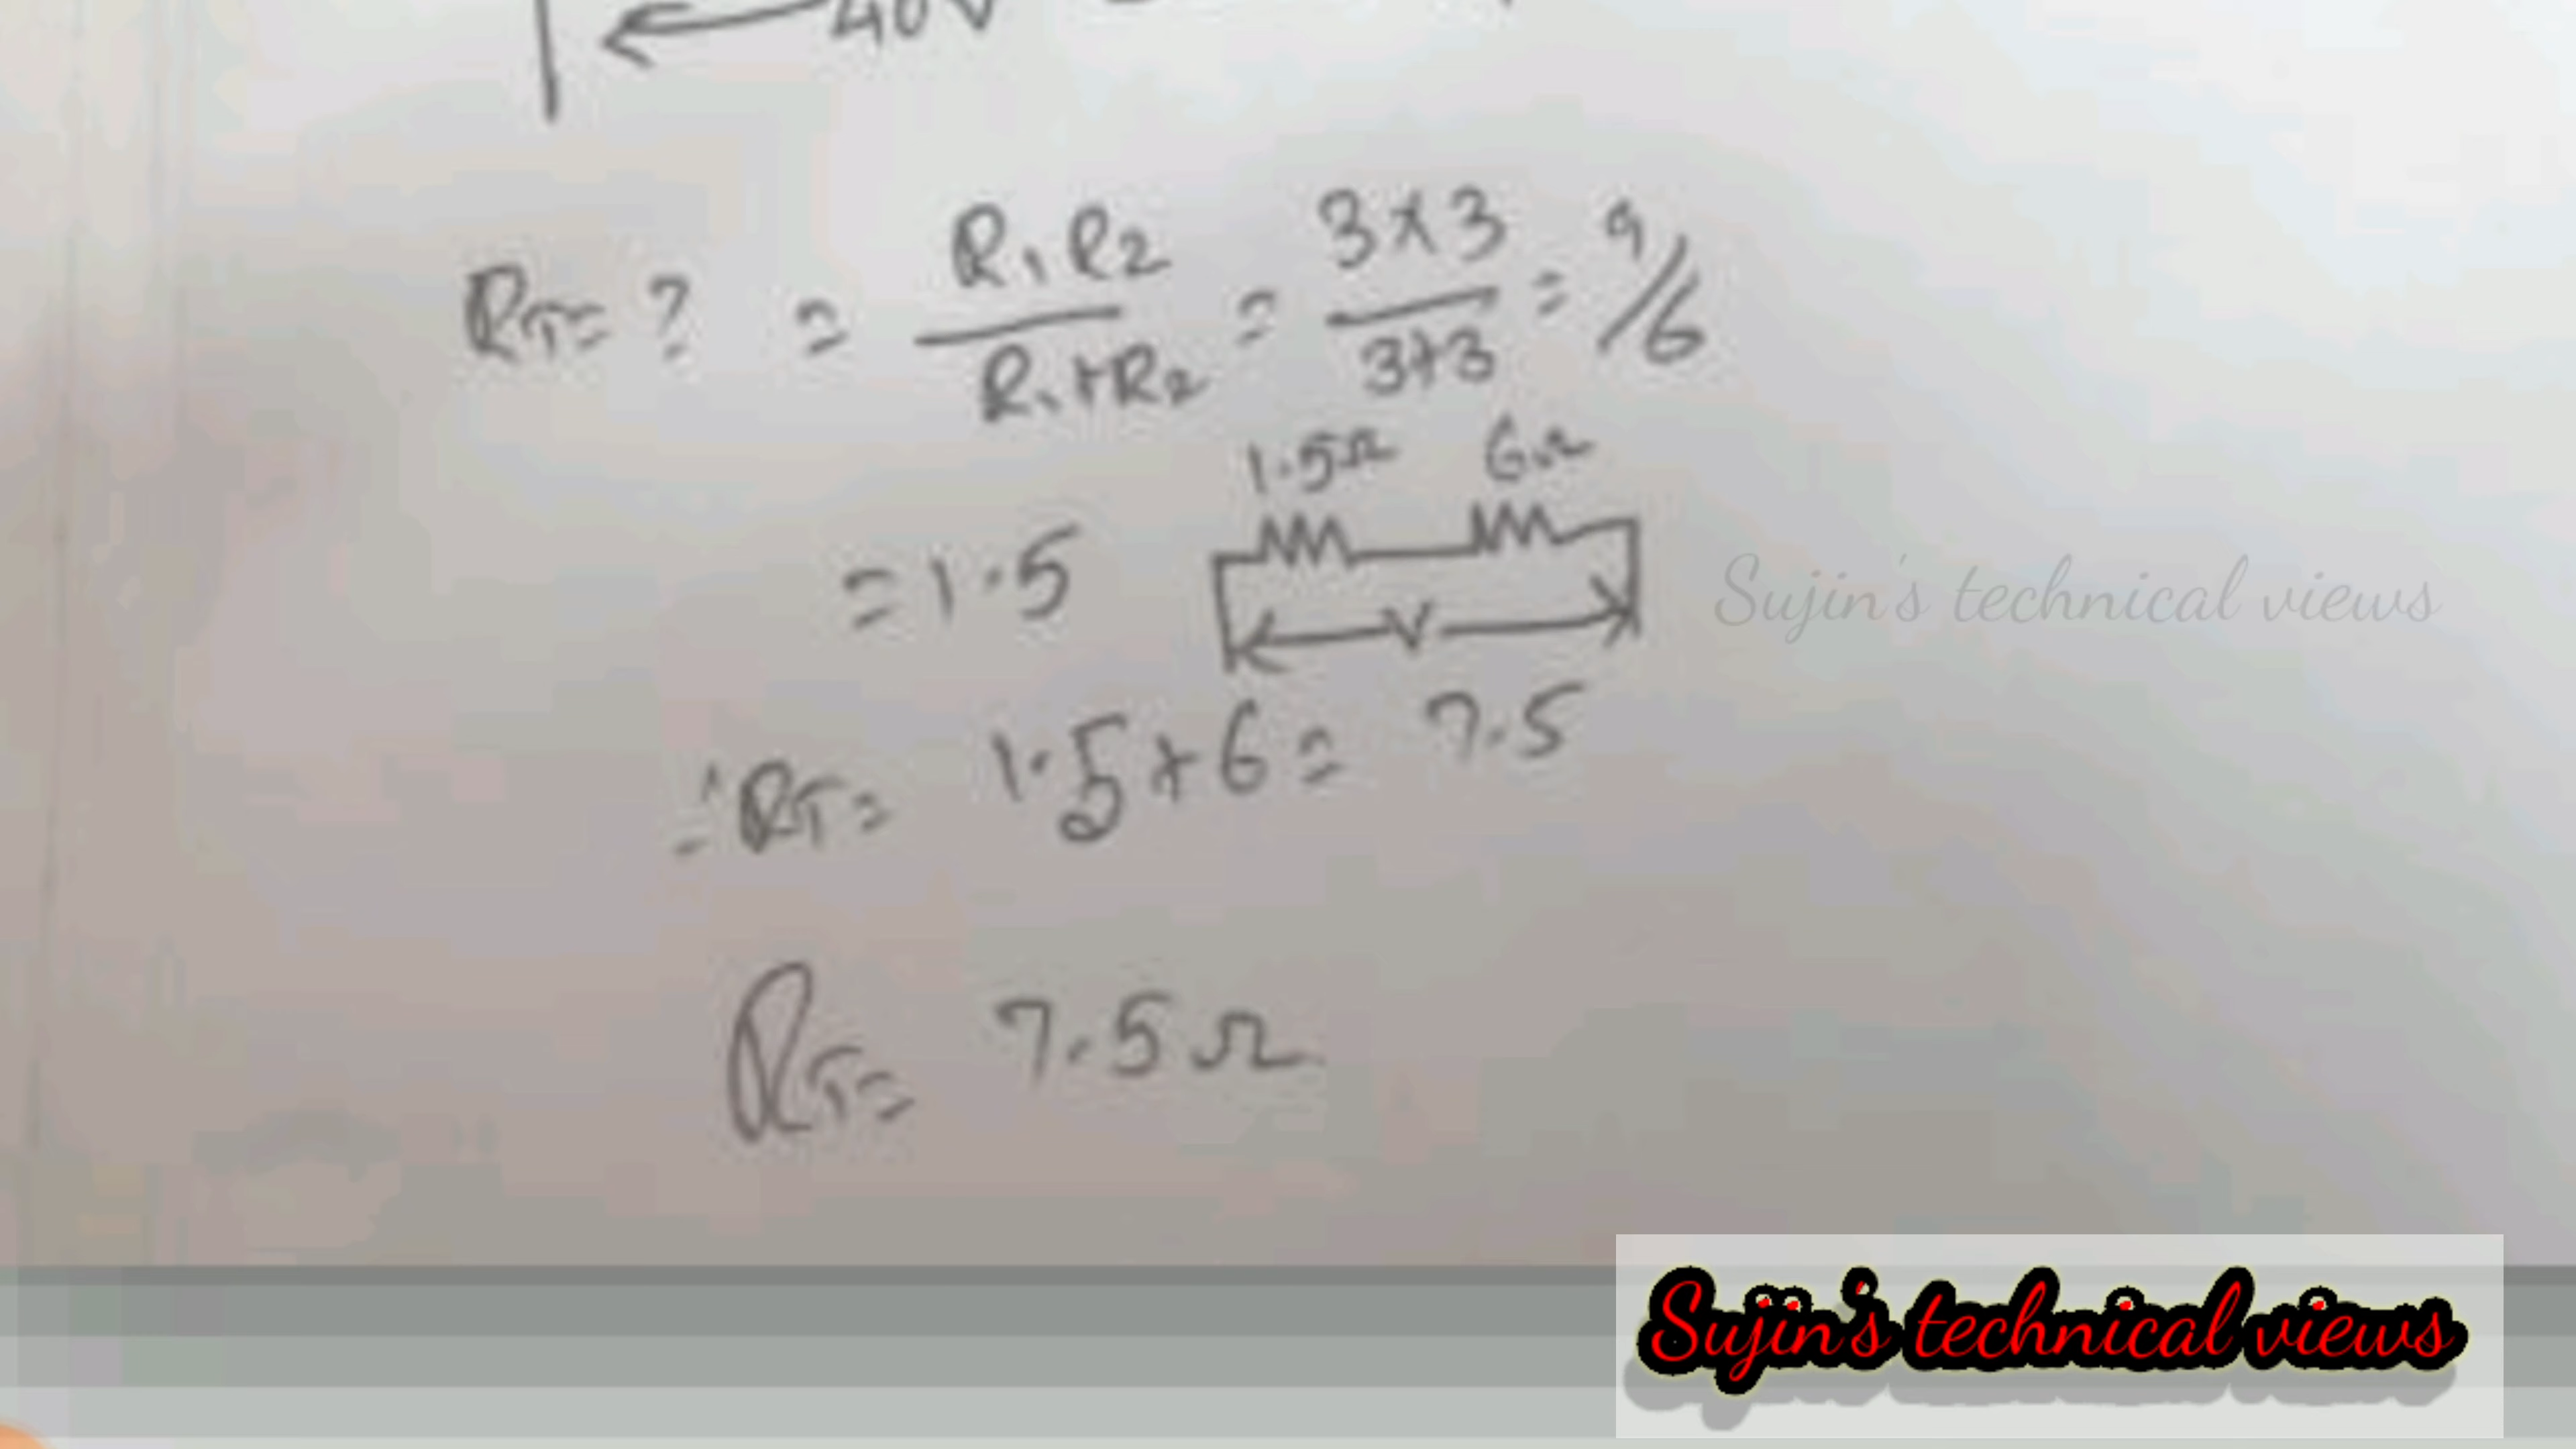 40V
RT= ? = R1R2 / R1+R2 = 3×3 / 3+3 = 9/6
1.5Ω 6Ω
= 1.5
V
Sujin's technical views
∴ RT= 1.5+6= 7.5
RT= 7.5Ω
Sujin's technical views